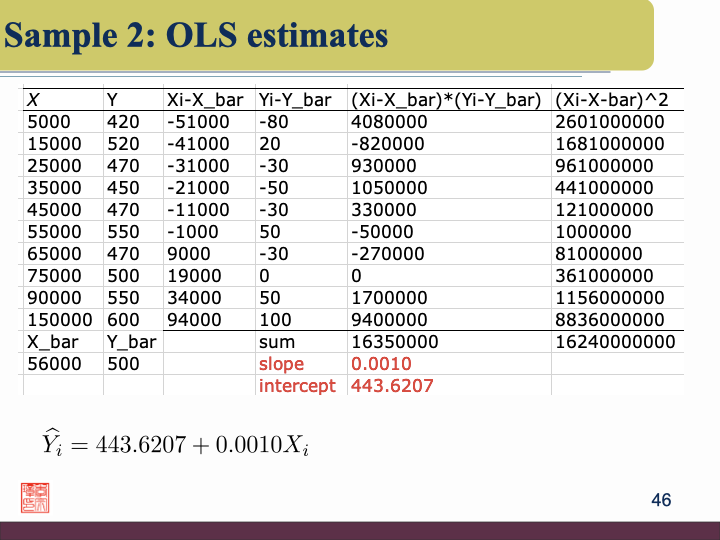 Sample 2: OLS estimates
X Y Xi-X_bar Yi-Y_bar (Xi-X_bar)*(Yi-Y_bar) (Xi-X-bar)^2
5000 420 -51000 -80 4080000 2601000000
15000 520 -41000 20 -820000 1681000000
25000 470 -31000 -30 930000 961000000
35000 450 -21000 -50 1050000 441000000
45000 470 -11000 -30 330000 121000000
55000 550 -1000 50 -50000 1000000
65000 470 9000 -30 -270000 81000000
75000 500 19000 0 0 361000000
90000 550 34000 50 1700000 1156000000
150000 600 94000 100 9400000 8836000000
X_bar Y_bar sum 16350000 16240000000
56000 500 slope 0.0010
intercept 443.6207
Ŷᵢ = 443.6207 + 0.0010Xᵢ
46